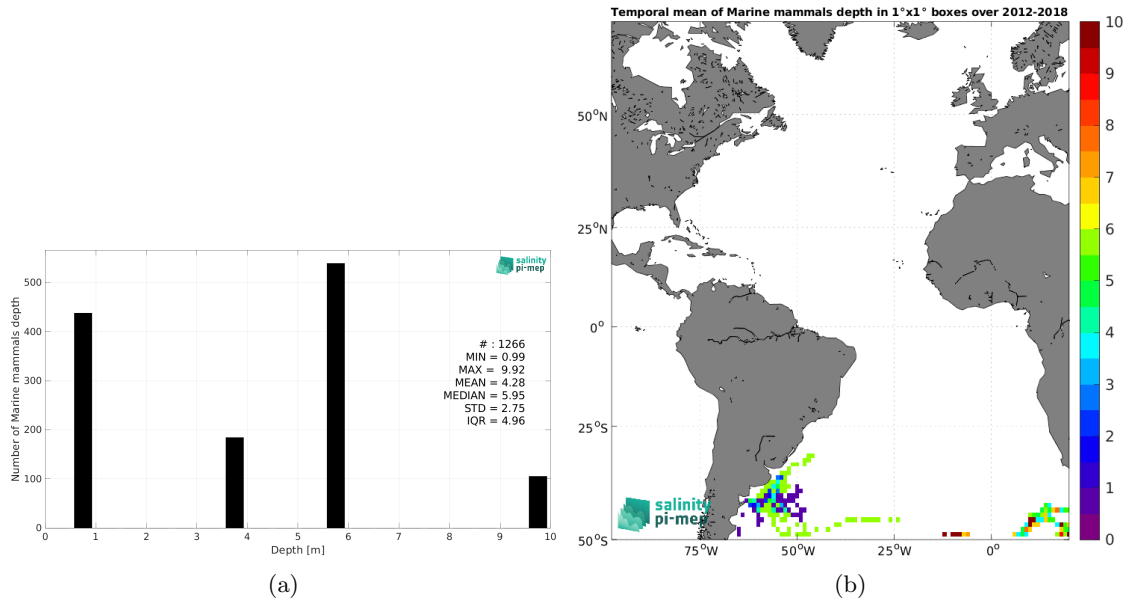 salinity
pi-mep
500
400
300
200
100
0
Number of Marine mammals depth
# : 1266
MIN = 0.99
MAX = 9.92
MEAN = 4.28
MEDIAN = 5.95
STD = 2.75
IQR = 4.96
0 1 2 3 4 5 6 7 8 9 10
Depth [m]
(a)
Temporal mean of Marine mammals depth in 1°x1° boxes over 2012-2018
50°N
25°N
0°
25°S
50°S
75°W 50°W 25°W 0°
salinity
pi-mep
10
9
8
7
6
5
4
3
2
1
0
(b)